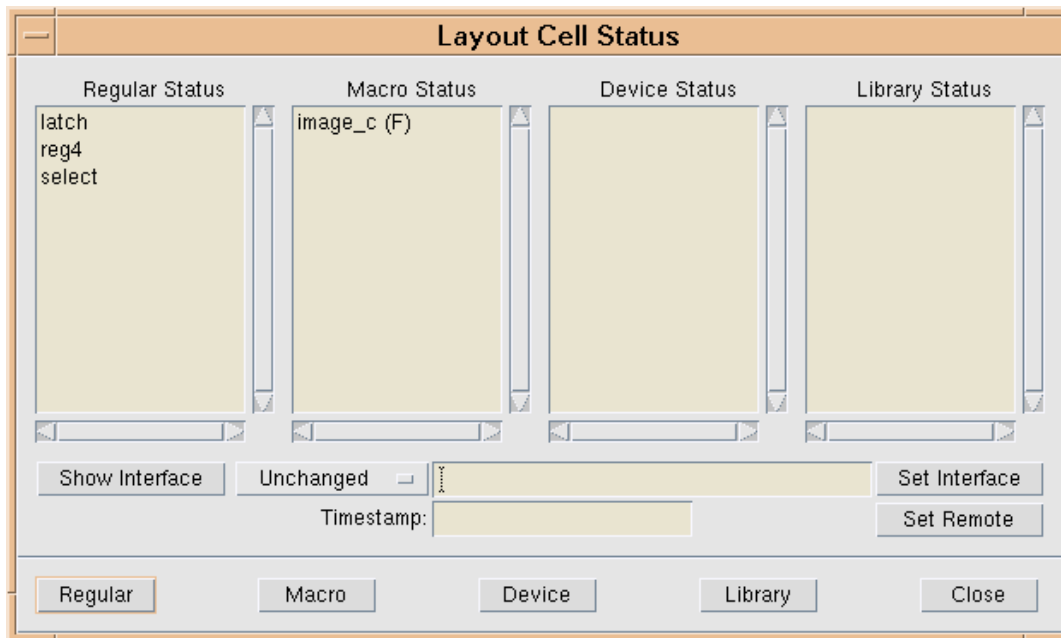 Layout Cell Status
Regular Status Macro Status Device Status Library Status
latch image_c (F)
reg4
select
Show Interface Unchanged Set Interface
Timestamp: Set Remote
Regular Macro Device Library Close